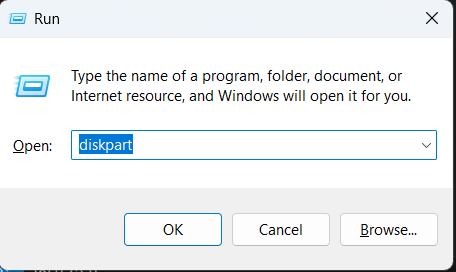 Run
Type the name of a program, folder, document, or
Internet resource, and Windows will open it for you.
Open: diskpart
OK Cancel Browse...